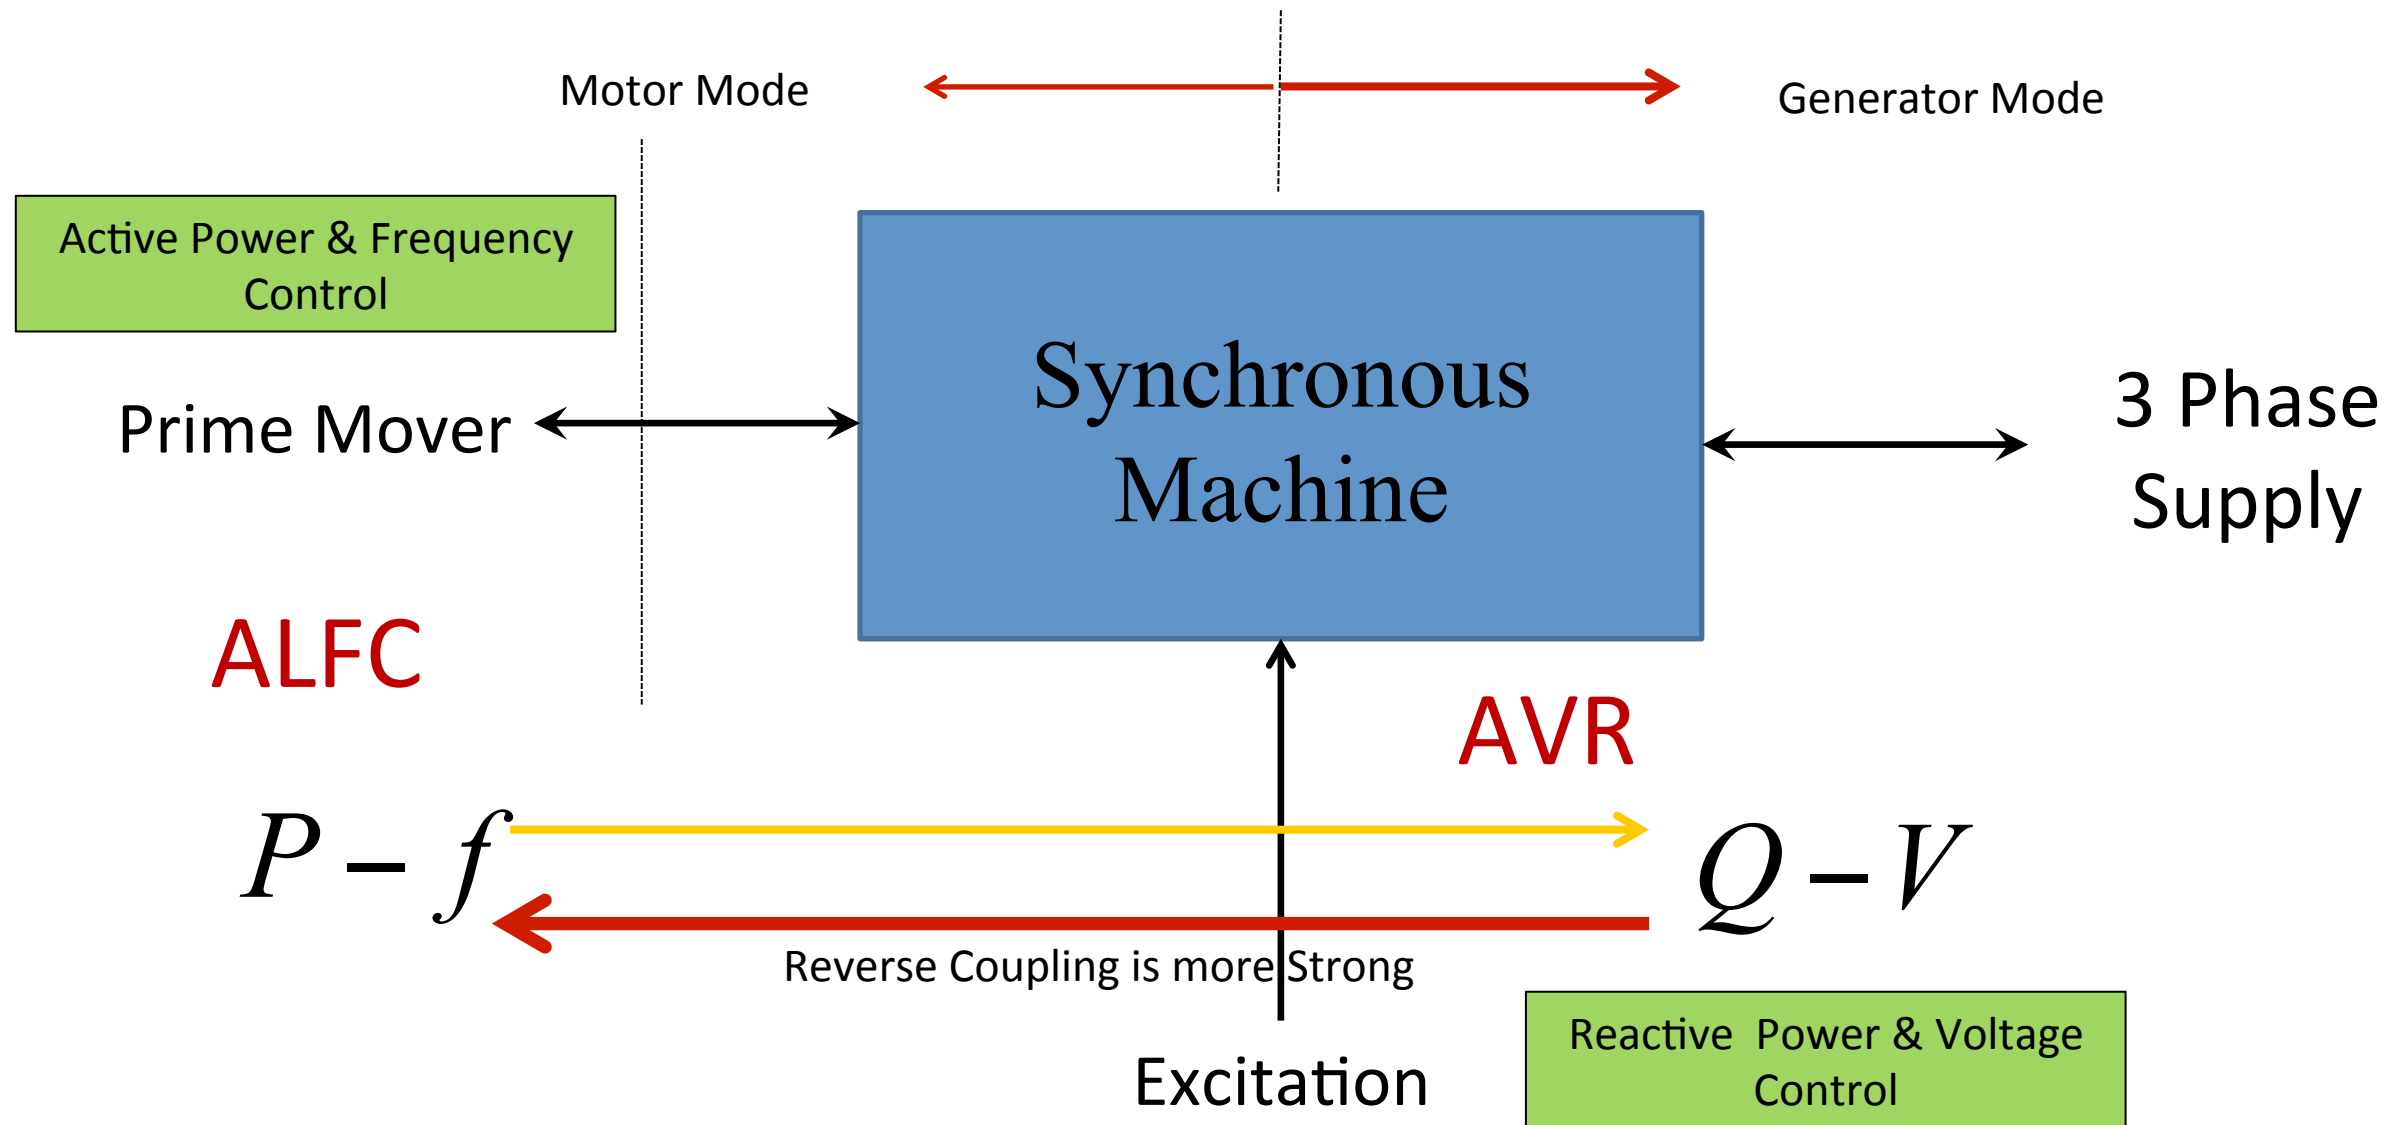 Motor Mode
Generator Mode
Active Power & Frequency
Control
Synchronous
Machine
Prime Mover
3 Phase
Supply
ALFC
AVR
P – f
Q – V
Reverse Coupling is more Strong
Excitation
Reactive Power & Voltage
Control